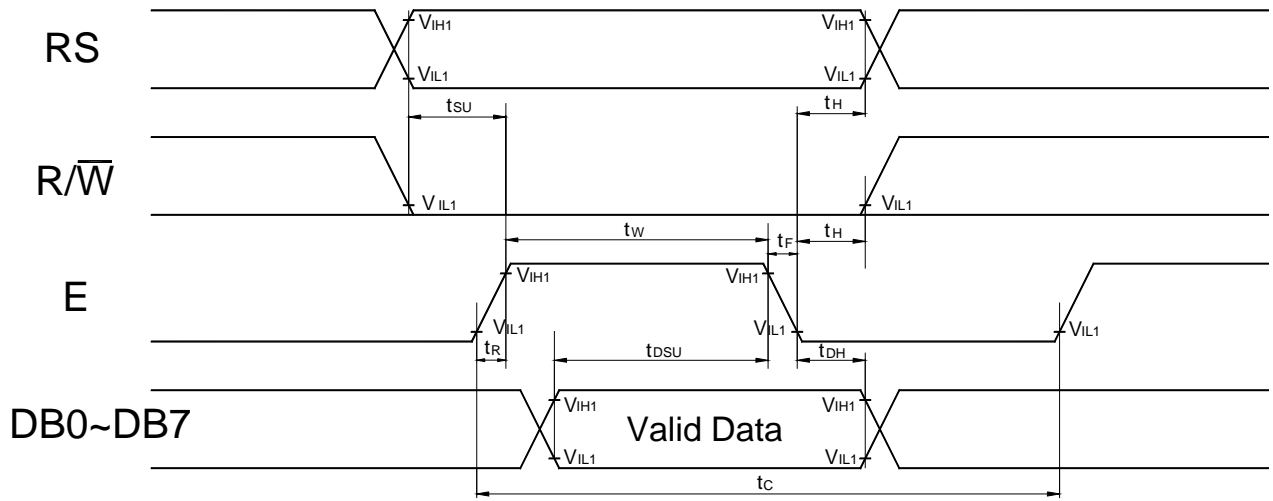 RS
VIH1
VIH1
VIL1
VIL1
tSU
tH
R/W̅
VIL1
VIL1
tW
tF
tH
E
VIH1
VIH1
VIL1
VIL1
VIL1
tR
tDSU
tDH
DB0~DB7
VIH1
Valid Data
VIH1
VIL1
VIL1
tC